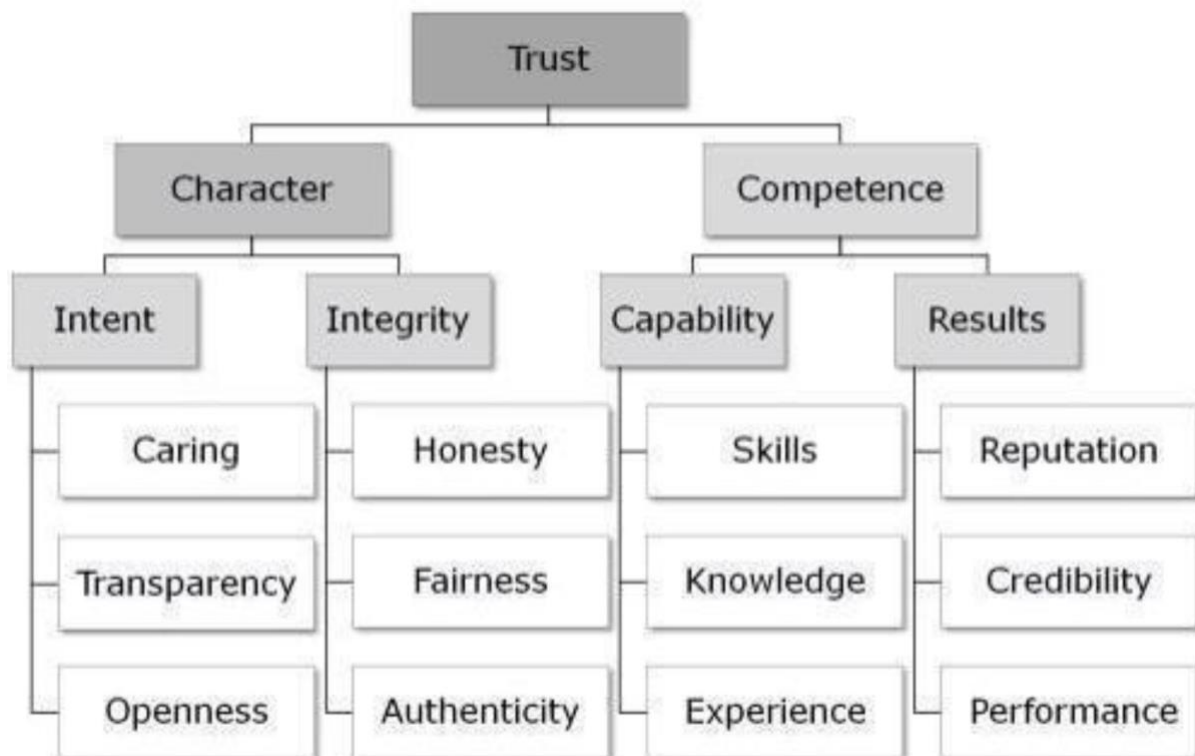 Trust
Character
Competence
Intent
Integrity
Capability
Results
Caring
Honesty
Skills
Reputation
Transparency
Fairness
Knowledge
Credibility
Openness
Authenticity
Experience
Performance